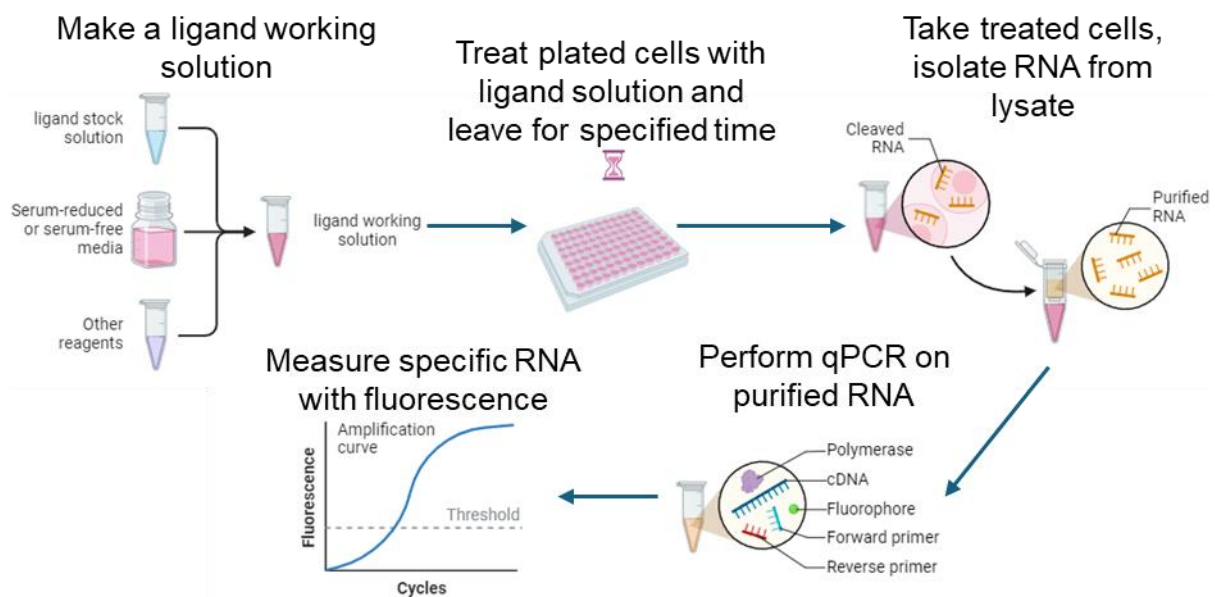 Make a ligand working
solution
ligand stock
solution
Serum-reduced
or serum-free
media
Other
reagents
ligand working
solution
Treat plated cells with
ligand solution and
leave for specified time
Take treated cells,
isolate RNA from
lysate
Cleaved
RNA
Purified
RNA
Perform qPCR on
purified RNA
Polymerase
cDNA
Fluorophore
Forward primer
Reverse primer
Measure specific RNA
with fluorescence
Amplification
curve
Threshold
Fluorescence
Cycles